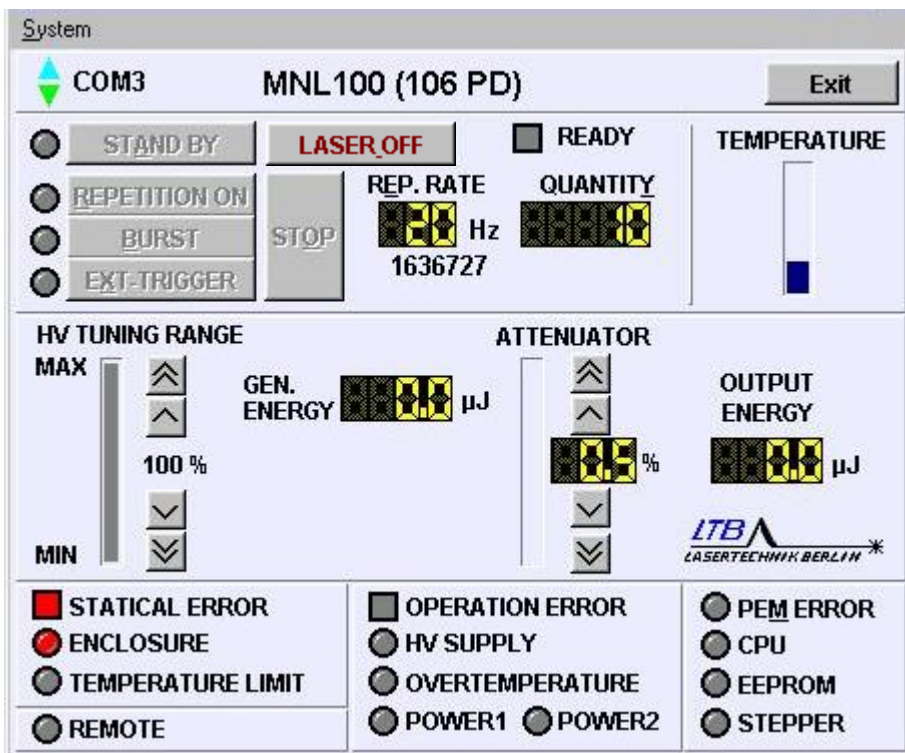 System
COM3 MNL100 (106 PD) Exit
STAND BY LASER_OFF READY TEMPERATURE
REPETITION ON REP. RATE QUANTITY
BURST STOP 20 Hz 10
EXT-TRIGGER 1636727
HV TUNING RANGE ATTENUATOR
MAX
GEN. ENERGY 0.0 µJ
OUTPUT ENERGY
100 % 0.5 % 0.0 µJ
LTB
LASERTECHNIK BERLIN
MIN
STATICAL ERROR OPERATION ERROR PEM ERROR
ENCLOSURE HV SUPPLY CPU
TEMPERATURE LIMIT OVERTEMPERATURE EEPROM
REMOTE POWER1 POWER2 STEPPER